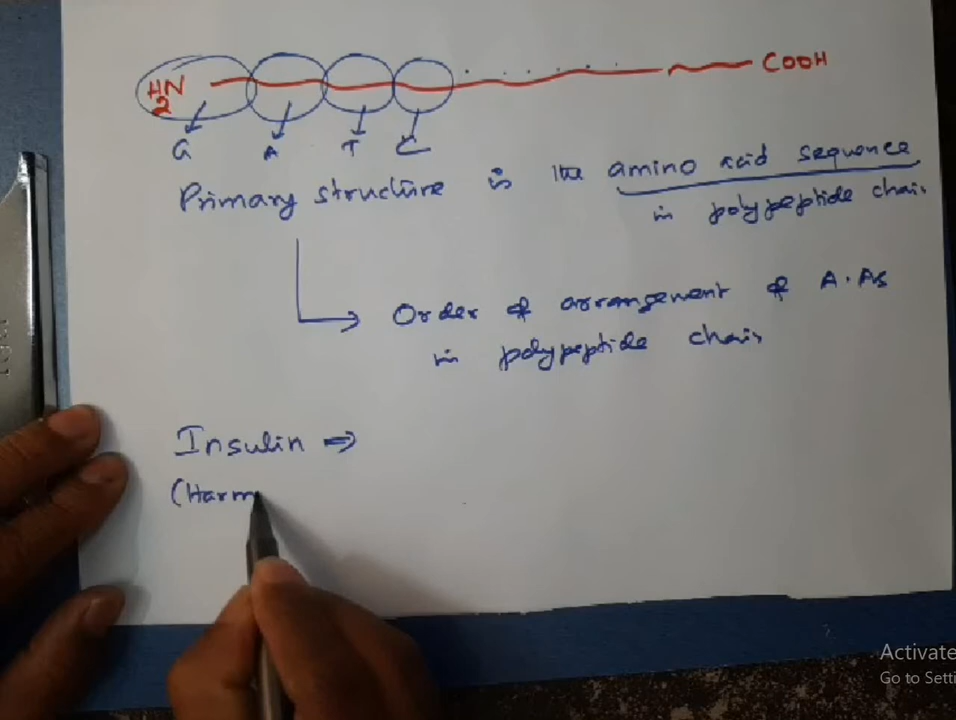 H2N COOH
G A T C
Primary structure is the amino acid sequence
in polypeptide chain
Order of arrangement of A.As
in polypeptide chain
Insulin ⇒
(Harm
Activate
Go to Setti